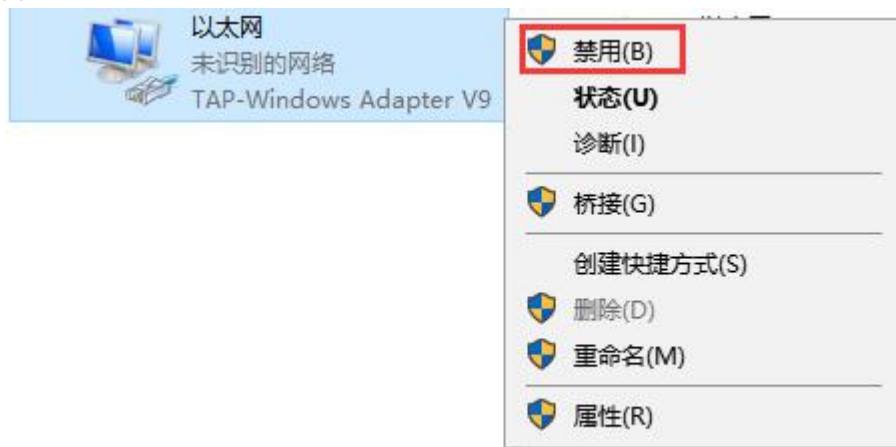 以太网
未识别的网络
TAP-Windows Adapter V9
禁用(B)
状态(U)
诊断(I)
桥接(G)
创建快捷方式(S)
删除(D)
重命名(M)
属性(R)